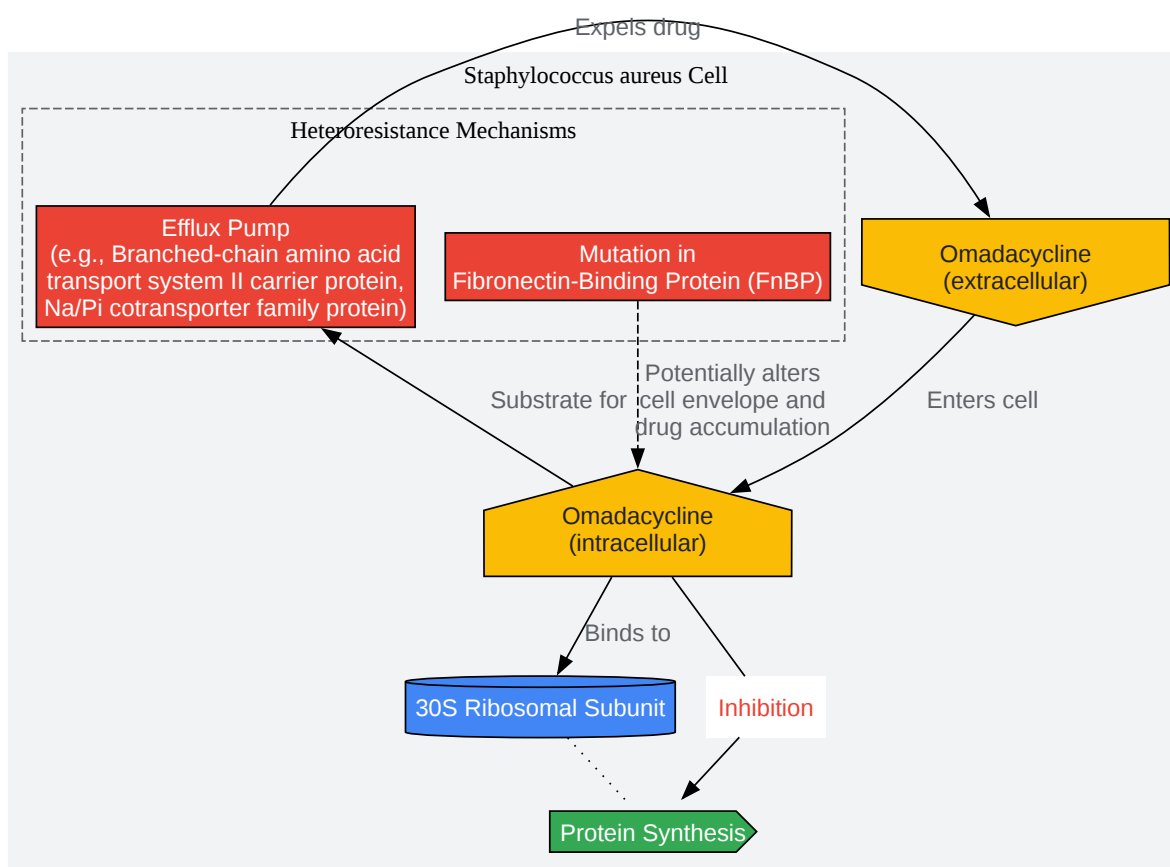 Expels drug
Staphylococcus aureus Cell
Heteroresistance Mechanisms
Efflux Pump
(e.g., Branched-chain amino acid
transport system II carrier protein,
Na/Pi cotransporter family protein)
Mutation in
Fibronectin-Binding Protein (FnBP)
Omadacycline
(extracellular)
Substrate for
Potentially alters
cell envelope and
drug accumulation
Enters cell
Omadacycline
(intracellular)
Binds to
30S Ribosomal Subunit
Inhibition
Protein Synthesis